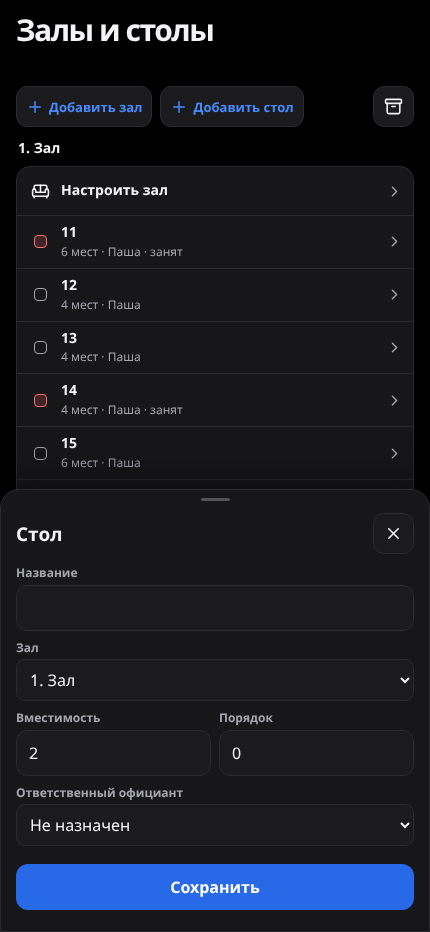 Залы и столы
Добавить зал
Добавить стол
1. Зал
Настроить зал
11
6 мест · Паша · занят
12
4 мест · Паша
13
4 мест · Паша
14
4 мест · Паша · занят
15
6 мест · Паша
Стол
Название
Зал
1. Зал
Вместимость Порядок
2 0
Ответственный официант
Не назначен
Сохранить